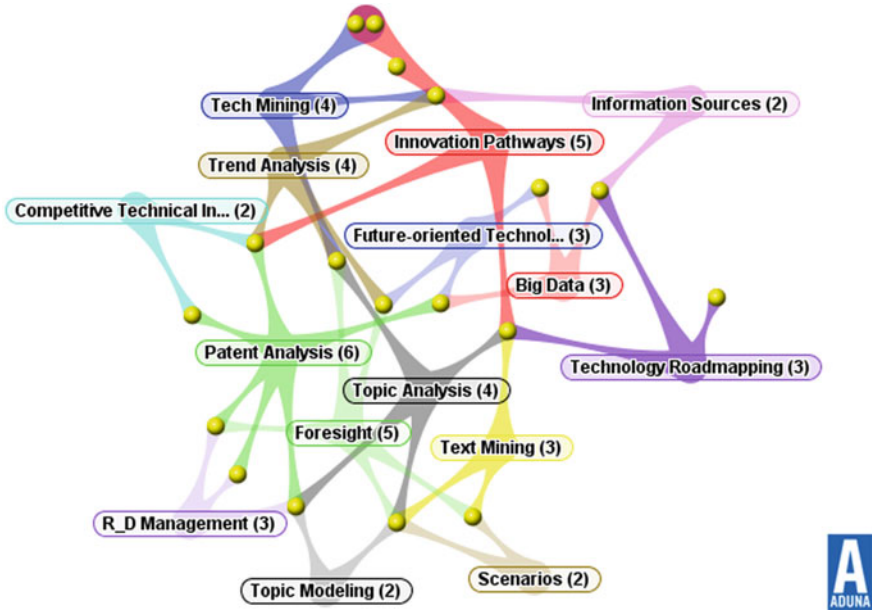 Tech Mining (4)
Information Sources (2)
Innovation Pathways (5)
Trend Analysis (4)
Competitive Technical In... (2)
Future-oriented Technol... (3)
Big Data (3)
Patent Analysis (6)
Technology Roadmapping (3)
Topic Analysis (4)
Foresight (5)
Text Mining (3)
R_D Management (3)
Topic Modeling (2)
Scenarios (2)
A
ADUNA